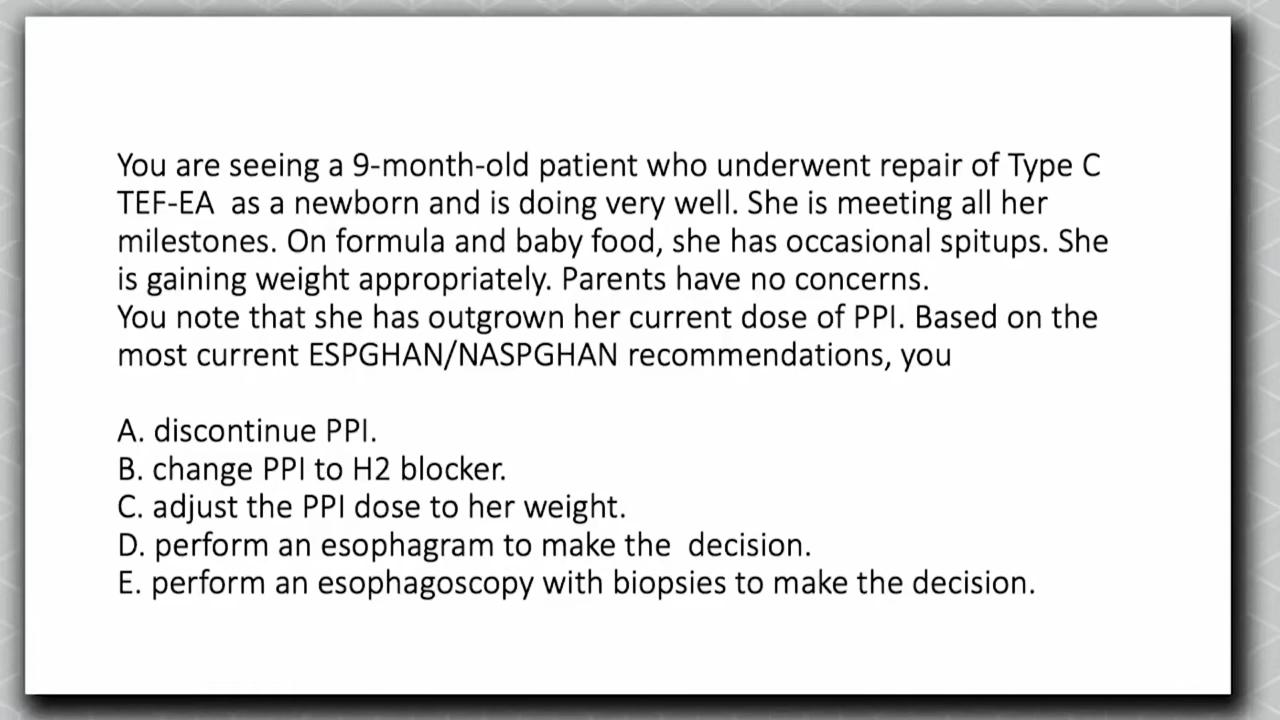 You are seeing a 9-month-old patient who underwent repair of Type C
TEF-EA  as a newborn and is doing very well. She is meeting all her
milestones. On formula and baby food, she has occasional spitups. She
is gaining weight appropriately. Parents have no concerns.
You note that she has outgrown her current dose of PPI. Based on the
most current ESPGHAN/NASPGHAN recommendations, you
A. discontinue PPI.
B. change PPI to H2 blocker.
C. adjust the PPI dose to her weight.
D. perform an esophagram to make the  decision.
E. perform an esophagoscopy with biopsies to make the decision.